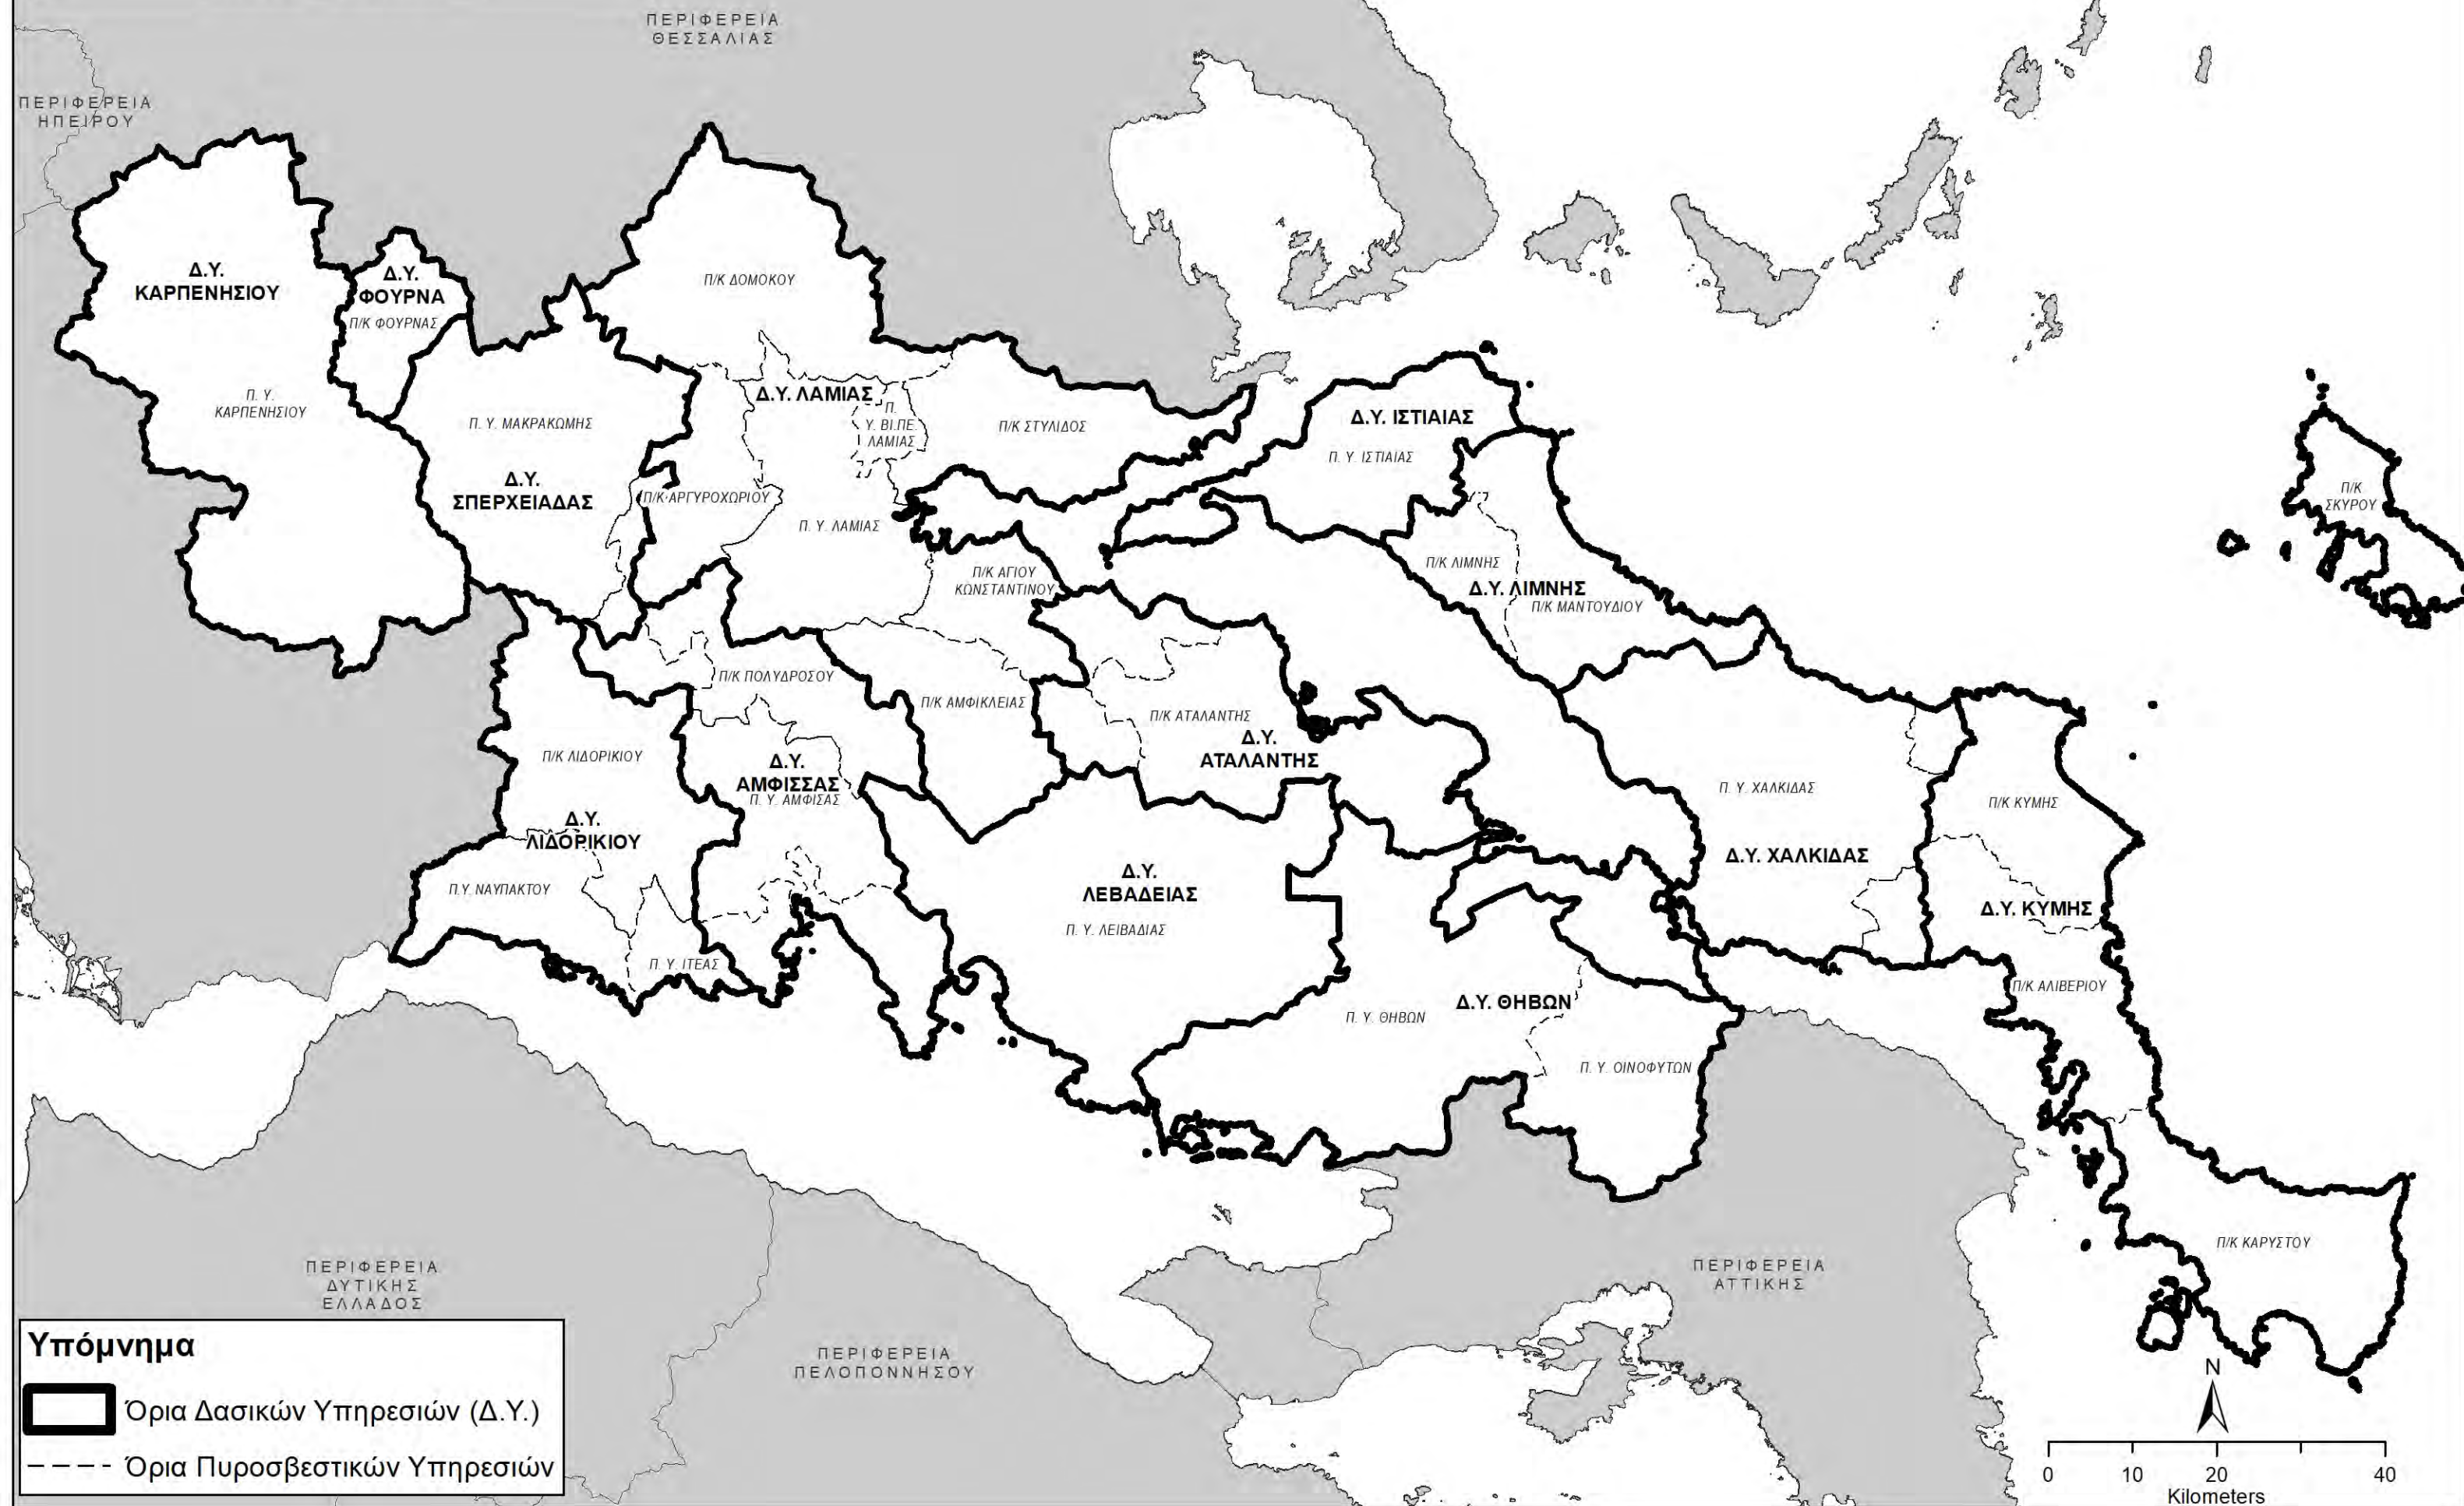 ΠΕΡΙΦΕΡΕΙΑ
ΘΕΣΣΑΛΙΑΣ
ΠΕΡΙΦΕΡΕΙΑ
ΗΠΕΙΡΟΥ
Δ.Υ.
ΚΑΡΠΕΝΗΣΙΟΥ
Δ.Υ.
ΦΟΥΡΝΑ
Π/Κ ΦΟΥΡΝΑΣ
Π/Κ ΔΟΜΟΚΟΥ
Π. Υ.
ΚΑΡΠΕΝΗΣΙΟΥ
Π. Υ. ΜΑΚΡΑΚΩΜΗΣ
Δ.Υ.
ΣΠΕΡΧΕΙΑΔΑΣ
Δ.Υ. ΛΑΜΙΑΣ
Π.
Υ. ΒΙ.ΠΕ.
ΛΑΜΙΑΣ
Π/Κ ΣΤΥΛΙΔΟΣ
Δ.Υ. ΙΣΤΙΑΙΑΣ
Π. Υ. ΙΣΤΙΑΙΑΣ
Π/Κ ΑΡΓΥΡΟΧΩΡΙΟΥ
Π. Υ. ΛΑΜΙΑΣ
Π/Κ
ΣΚΥΡΟΥ
Π/Κ ΑΓΙΟΥ
ΚΩΝΣΤΑΝΤΙΝΟΥ
Π/Κ ΛΙΜΝΗΣ
Δ.Υ. ΛΙΜΝΗΣ
Π/Κ ΜΑΝΤΟΥΔΙΟΥ
Π/Κ ΠΟΛΥΔΡΟΣΟΥ
Π/Κ ΑΜΦΙΚΛΕΙΑΣ
Π/Κ ΑΤΑΛΑΝΤΗΣ
Δ.Υ.
ΑΤΑΛΑΝΤΗΣ
Π/Κ ΛΙΔΟΡΙΚΙΟΥ
Δ.Υ.
ΑΜΦΙΣΣΑΣ
Π. Υ. ΑΜΦΙΣΑΣ
Π. Υ. ΧΑΛΚΙΔΑΣ
Π/Κ ΚΥΜΗΣ
Δ.Υ.
ΛΙΔΟΡΙΚΙΟΥ
Δ.Υ. ΧΑΛΚΙΔΑΣ
Π.Υ. ΝΑΥΠΑΚΤΟΥ
Δ.Υ.
ΛΕΒΑΔΕΙΑΣ
Π. Υ. ΛΕΙΒΑΔΙΑΣ
Δ.Υ. ΚΥΜΗΣ
Π. Υ. ΙΤΕΑΣ
Π/Κ ΑΛΙΒΕΡΙΟΥ
Δ.Υ. ΘΗΒΩΝ
Π. Υ. ΘΗΒΩΝ
Π. Υ. ΟΙΝΟΦΥΤΩΝ
Π/Κ ΚΑΡΥΣΤΟΥ
ΠΕΡΙΦΕΡΕΙΑ
ΔΥΤΙΚΗΣ
ΕΛΛΑΔΟΣ
ΠΕΡΙΦΕΡΕΙΑ
ΑΤΤΙΚΗΣ
ΠΕΡΙΦΕΡΕΙΑ
ΠΕΛΟΠΟΝΝΗΣΟΥ
Υπόμνημα
Όρια Δασικών Υπηρεσιών (Δ.Υ.)
Όρια Πυροσβεστικών Υπηρεσιών
N
0 10 20 40
Kilometers